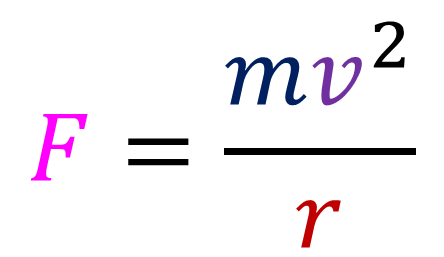 F = mv²/r